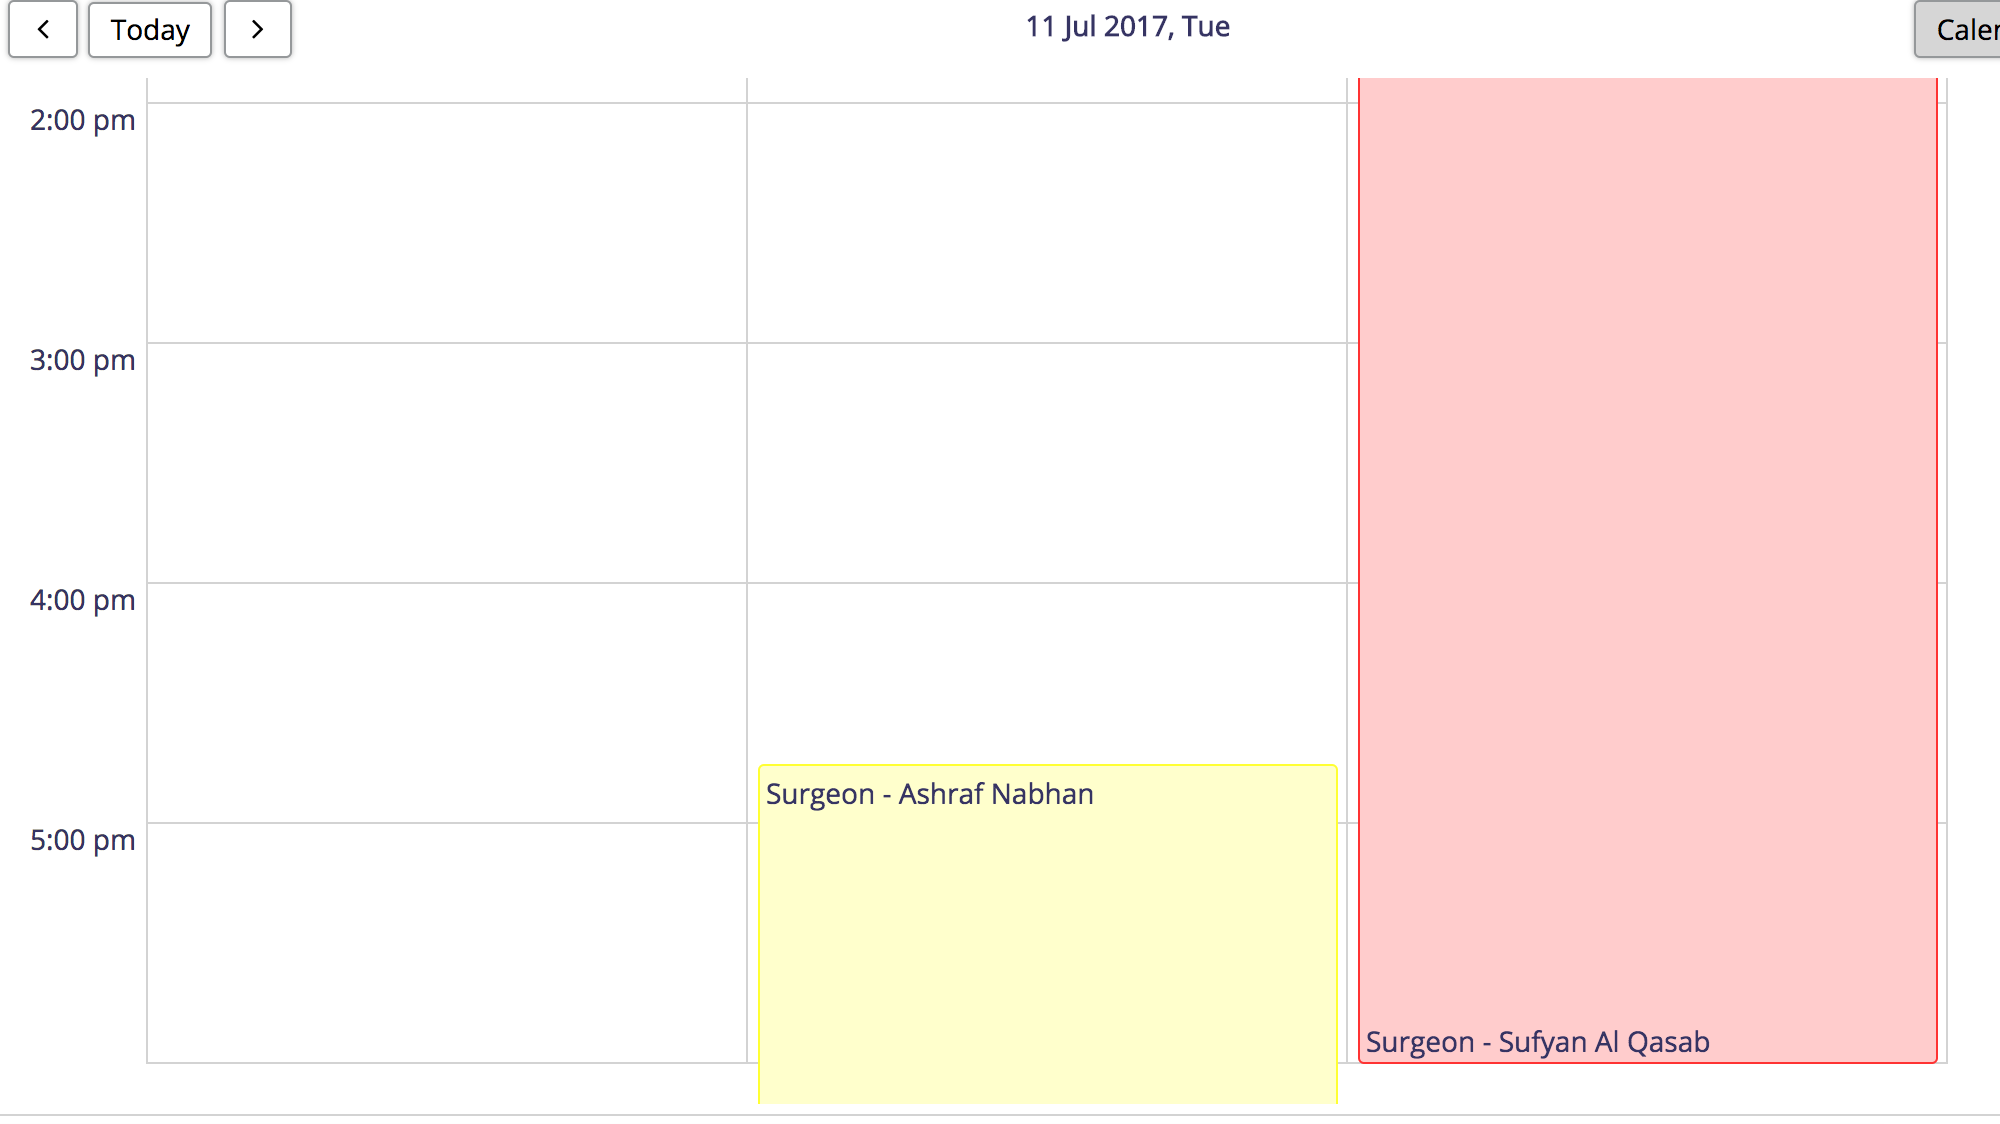 Today
11 Jul 2017, Tue
2:00 pm
3:00 pm
4:00 pm
Surgeon - Ashraf Nabhan
5:00 pm
Surgeon - Sufyan Al Qasab